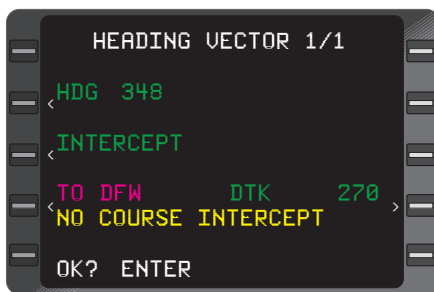 HEADING VECTOR 1/1
<HDG 348
<INTERCEPT
<TO DFW DTK 270>
NO COURSE INTERCEPT
OK? ENTER